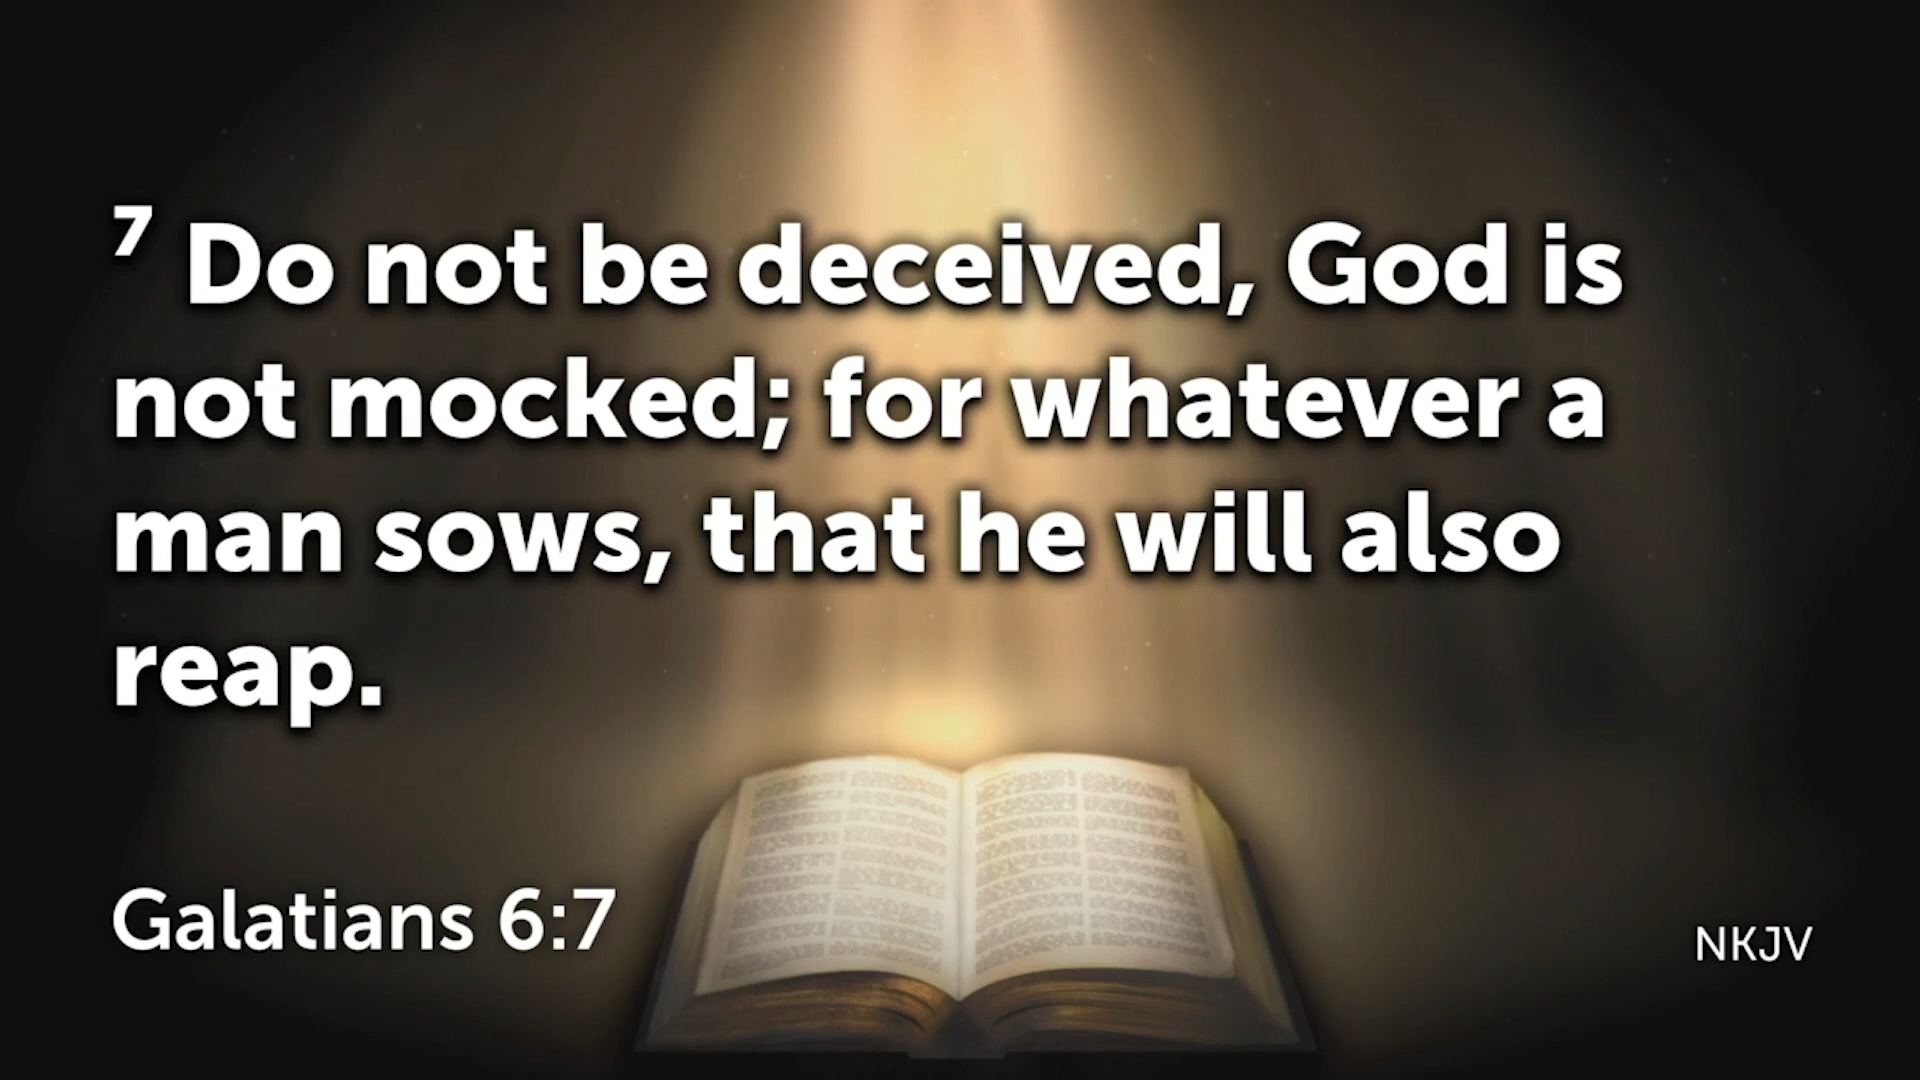 7 Do not be deceived, God is
not mocked; for whatever a
man sows, that he will also
reap.
Galatians 6:7
NKJV